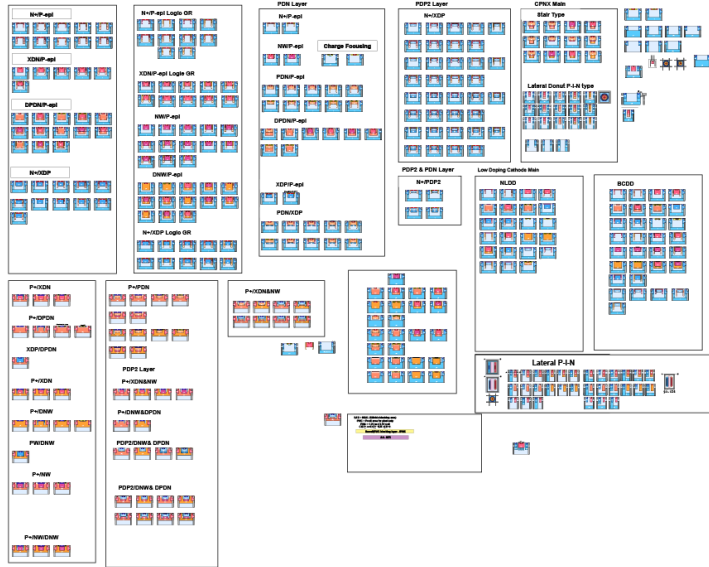 N+/P-epi
XDN/P-epi
DPDN/P-epi
N+/XDP
N+/P-epi Logic GR
XDN/P-epi Logic GR
NW/P-epi
DNW/P-epi
N+/XDP Logic GR
PDN Layer
N+/P-epi
NW/P-epi
Charge Focusing
PDN/P-epi
DPDN/P-epi
XDP/P-epi
PDN/XDP
PDP2 Layer
N+/XDP
PDP2 & PDN Layer
N+/PDP2
CPNX Main
Stair Type
Lateral Donut P-I-N type
Low Doping Cathode Main
NLDD
BCDD
P+/XDN
P+/DPDN
XDP/DPDN
P+/XDN
P+/DNW
PW/DNW
P+/NW
P+/NW/DNW
P+/PDN
PDP2 Layer
P+/XDN&NW
P+/DNW&DPDN
PDP2/DNW& DPDN
PDP2/DNW& DPDN
P+/XDN&NW
Lateral P-I-N